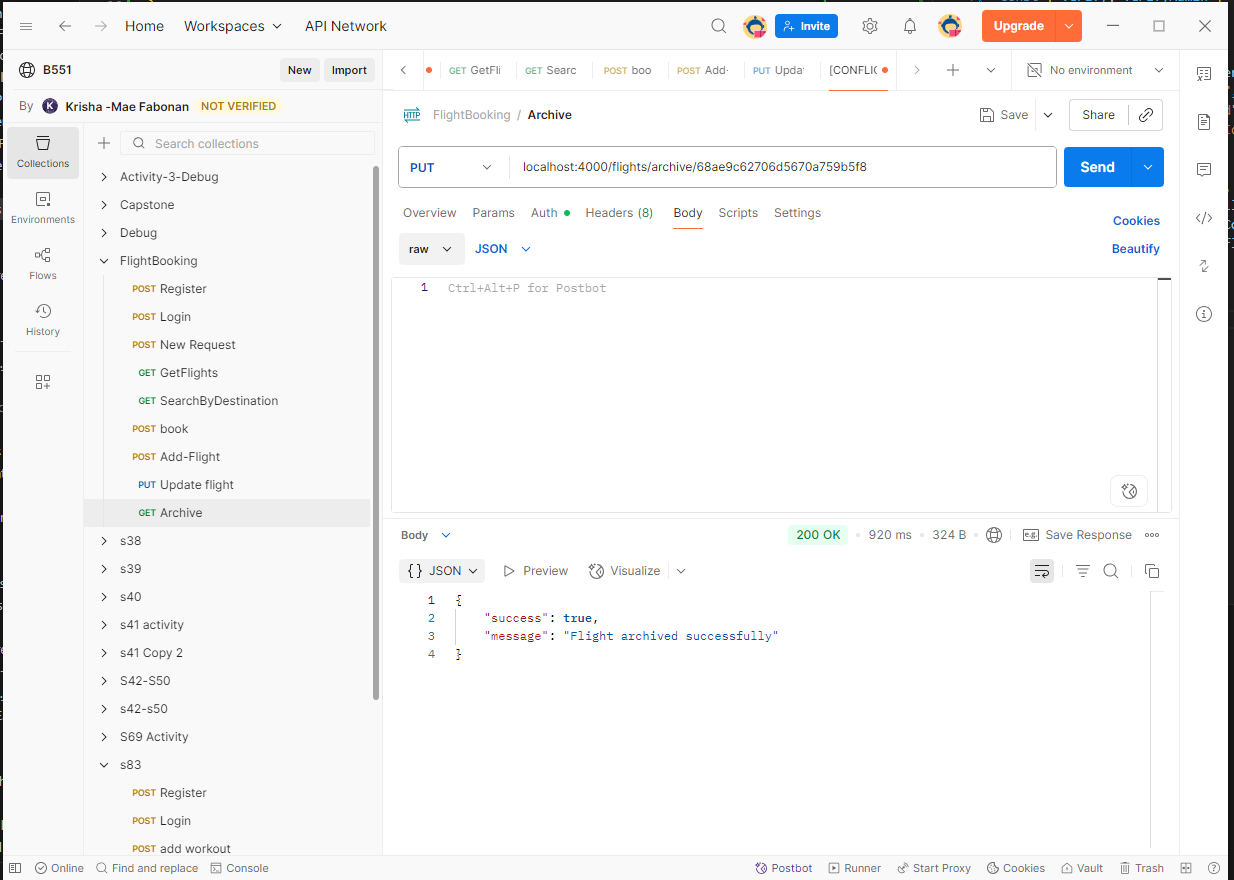 Home Workspaces API Network Invite Upgrade
B551 New Import
By K Krisha -Mae Fabonan NOT VERIFIED
Collections
Environments
Flows
History
Search collections
Activity-3-Debug
Capstone
Debug
FlightBooking
POST Register
POST Login
POST New Request
GET GetFlights
GET SearchByDestination
POST book
POST Add-Flight
PUT Update flight
GET Archive
s38
s39
s40
s41 activity
s41 Copy 2
S42-S50
s42-s50
S69 Activity
s83
POST Register
POST Login
POST add workout
GET GetFli GET Searc POST boo POST Add- PUT Upda [CONFLIC No environment
HTTP FlightBooking / Archive Save Share
PUT localhost:4000/flights/archive/68ae9c62706d5670a759b5f8 Send
Overview Params Auth Headers (8) Body Scripts Settings Cookies
raw JSON Beautify
1 Ctrl+Alt+P for Postbot
Body 200 OK 920 ms 324 B e.g. Save Response
{} JSON Preview Visualize
1 {
2 "success": true,
3 "message": "Flight archived successfully"
4 }
Online Find and replace Console Postbot Runner Start Proxy Cookies Vault Trash